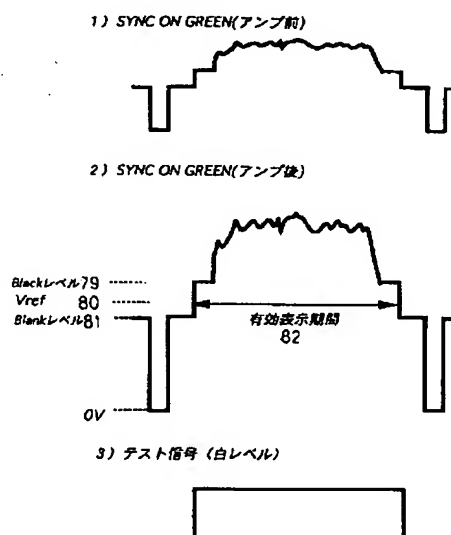 1) SYNC ON GREEN(アンプ前)
2) SYNC ON GREEN(アンプ後)
Blackレベル79
Vref 80
Blankレベル81
有効表示期間
82
0V
3) テスト信号 (白レベル)